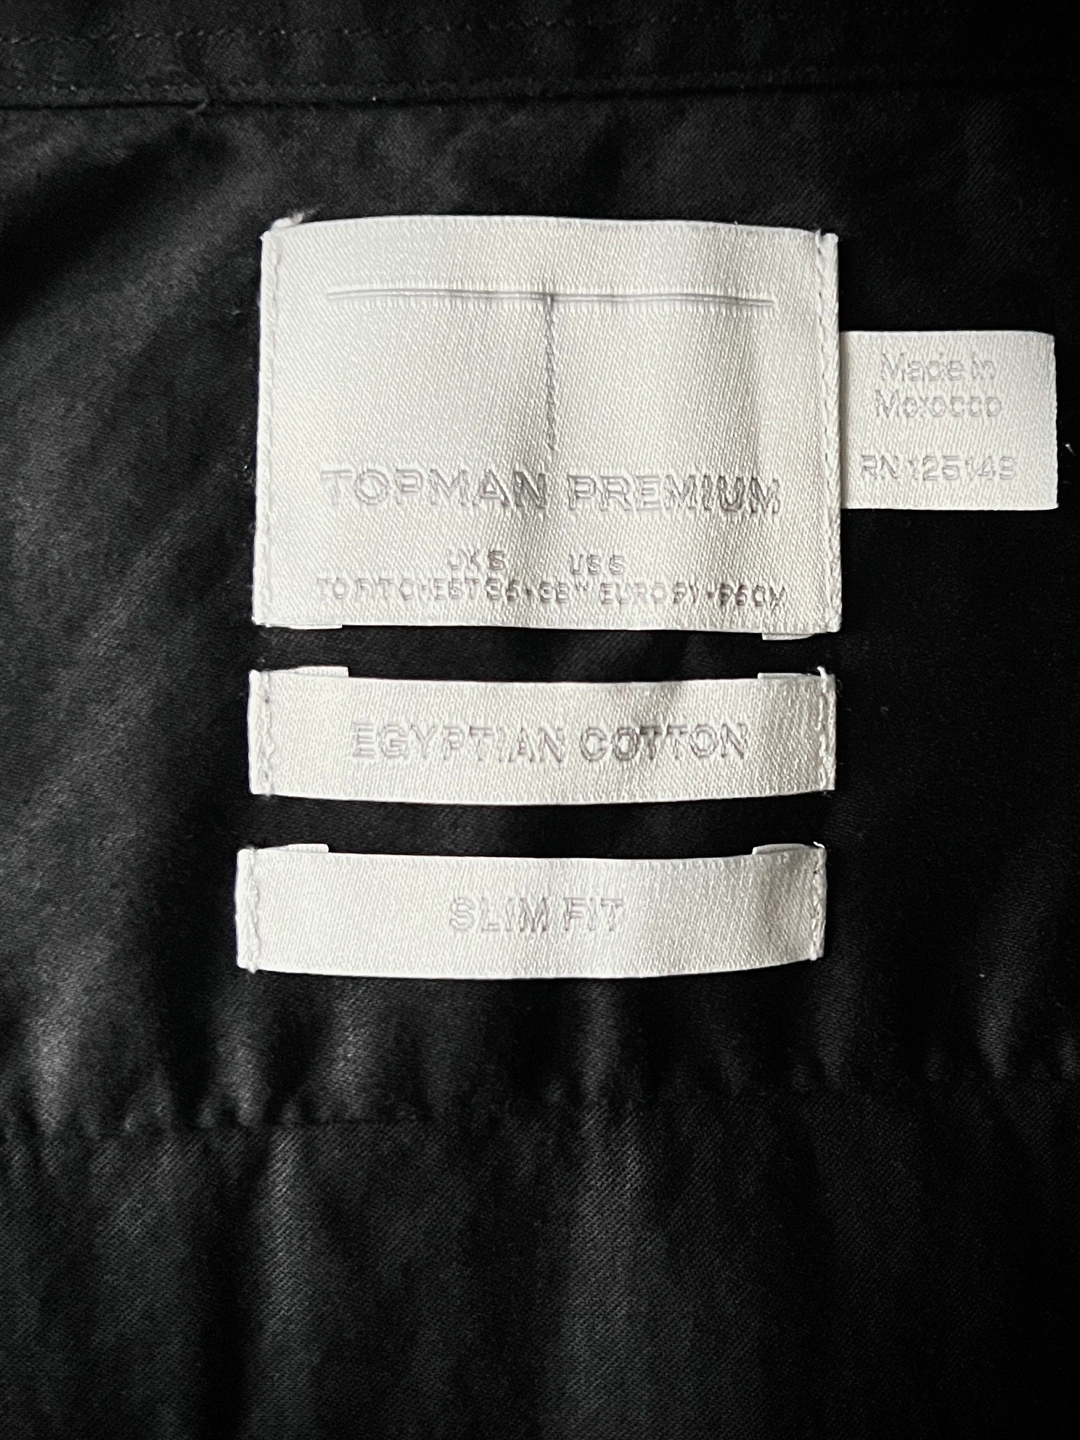 TOPMAN PREMIUM
UK S US S
TO FIT CHEST 36-38" EURO 91-96CM
Made in
Morocco
RN 125149
EGYPTIAN COTTON
SLIM FIT